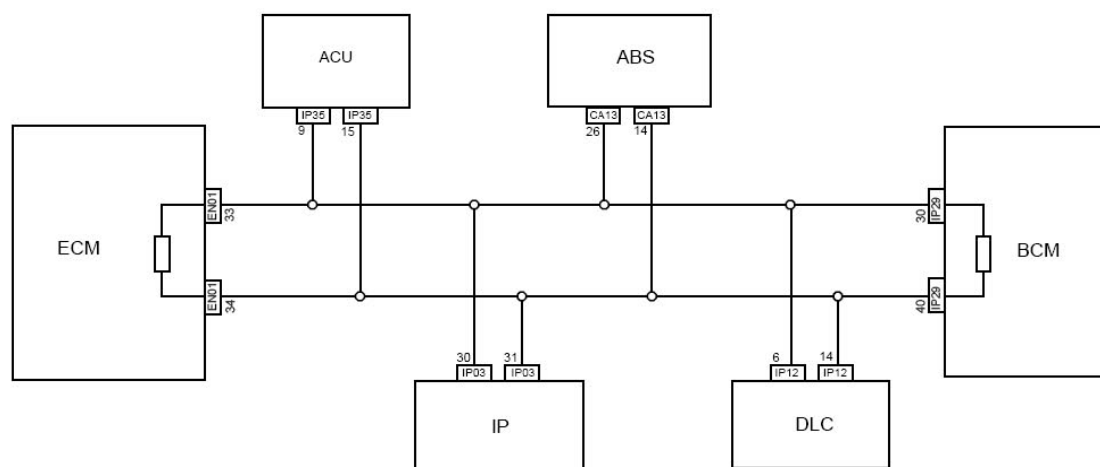 ACU
ABS
IP35 IP35
CA13 CA13
9 15
26 14
ECM
EN01
33
EN01
34
30
IP29
40
IP29
BCM
30 31
6 14
IP03 IP03
IP12 IP12
IP
DLC